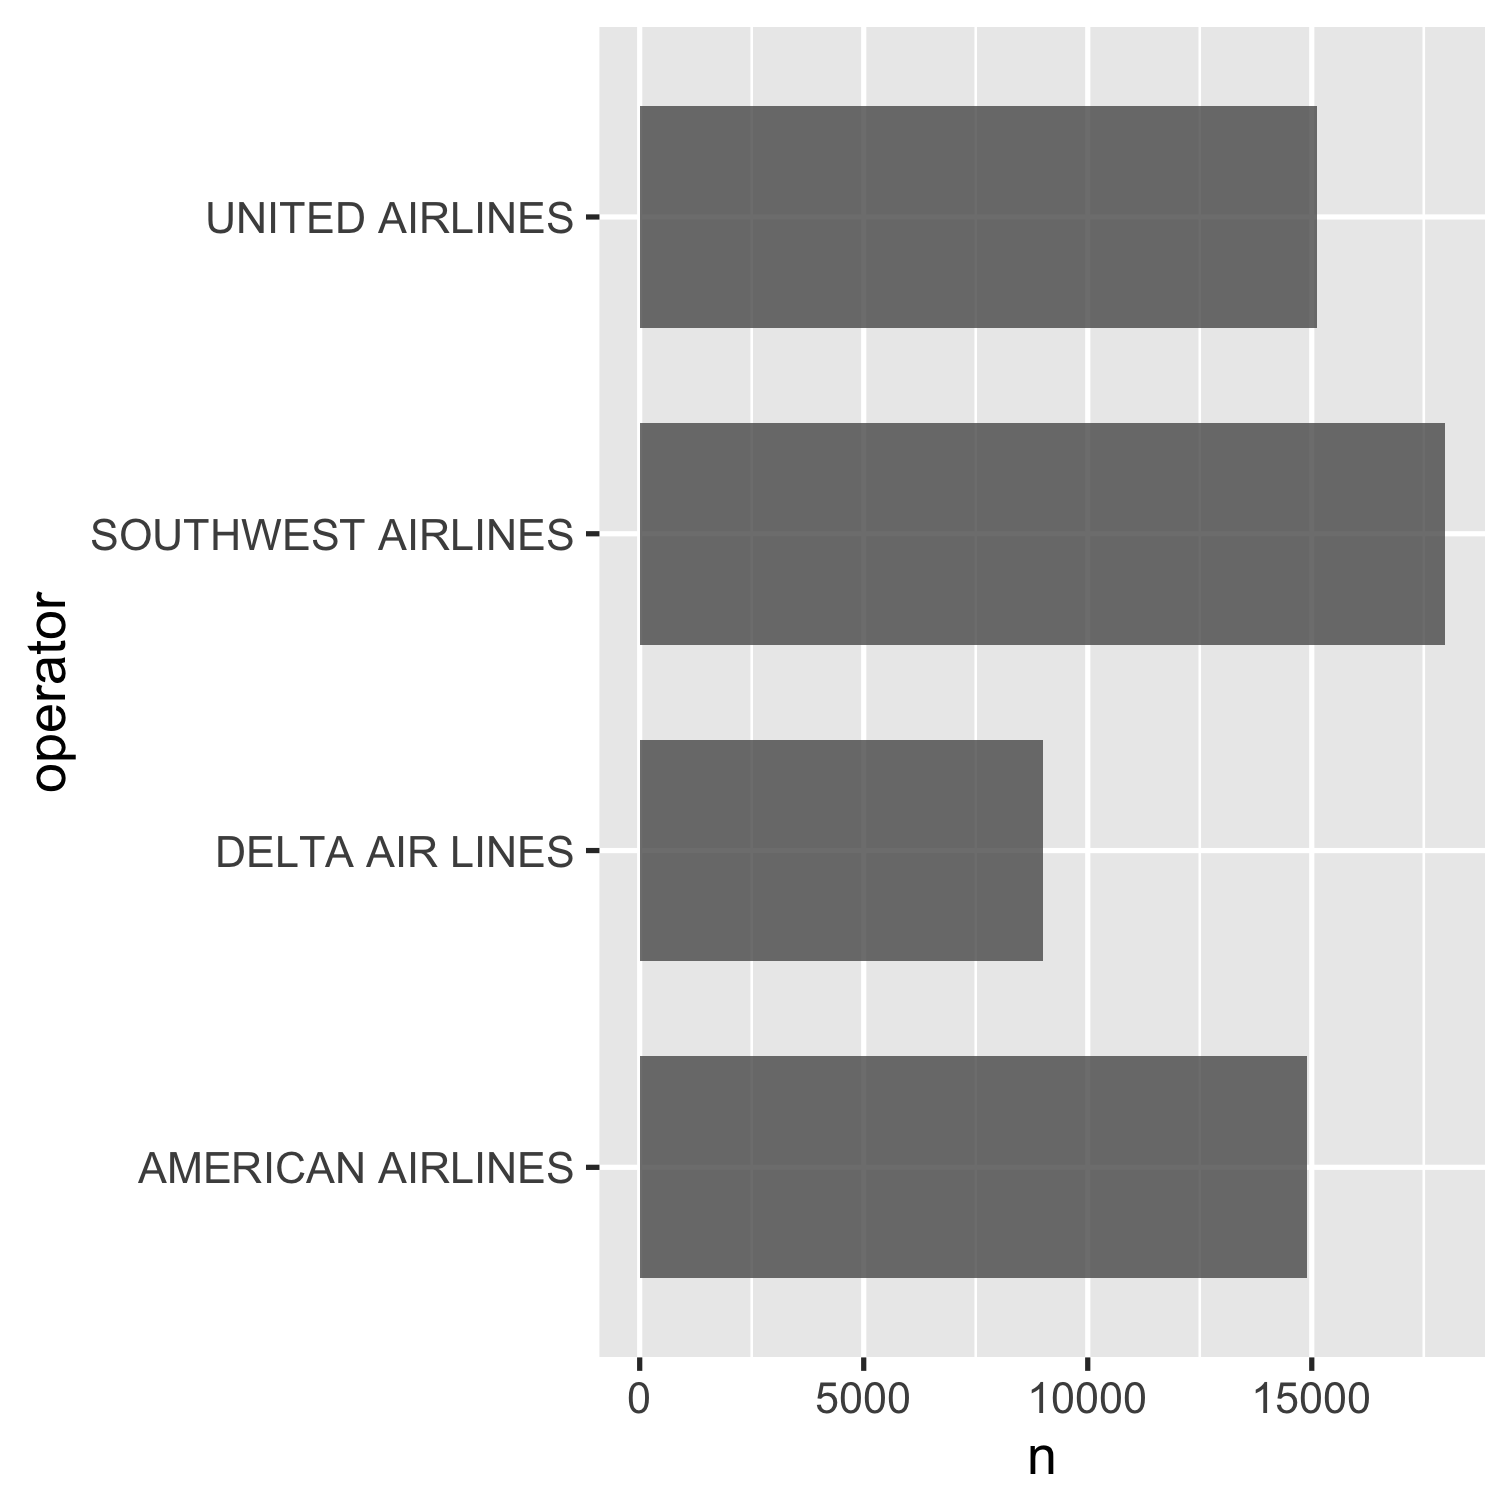 operator
UNITED AIRLINES
SOUTHWEST AIRLINES
DELTA AIR LINES
AMERICAN AIRLINES
0 5000 10000 15000
n